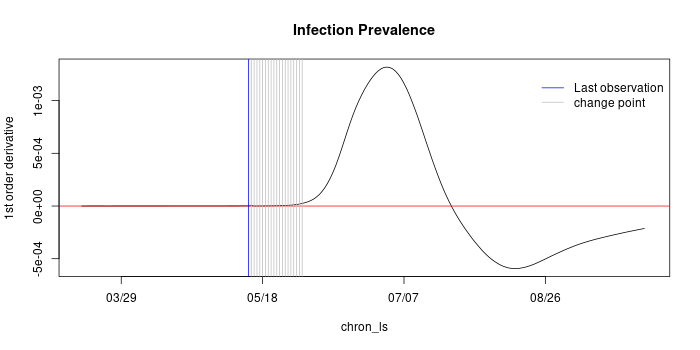 Infection Prevalence
1st order derivative
1e-03
5e-04
0e+00
-5e-04
Last observation
change point
03/29
05/18
07/07
08/26
chron_ls